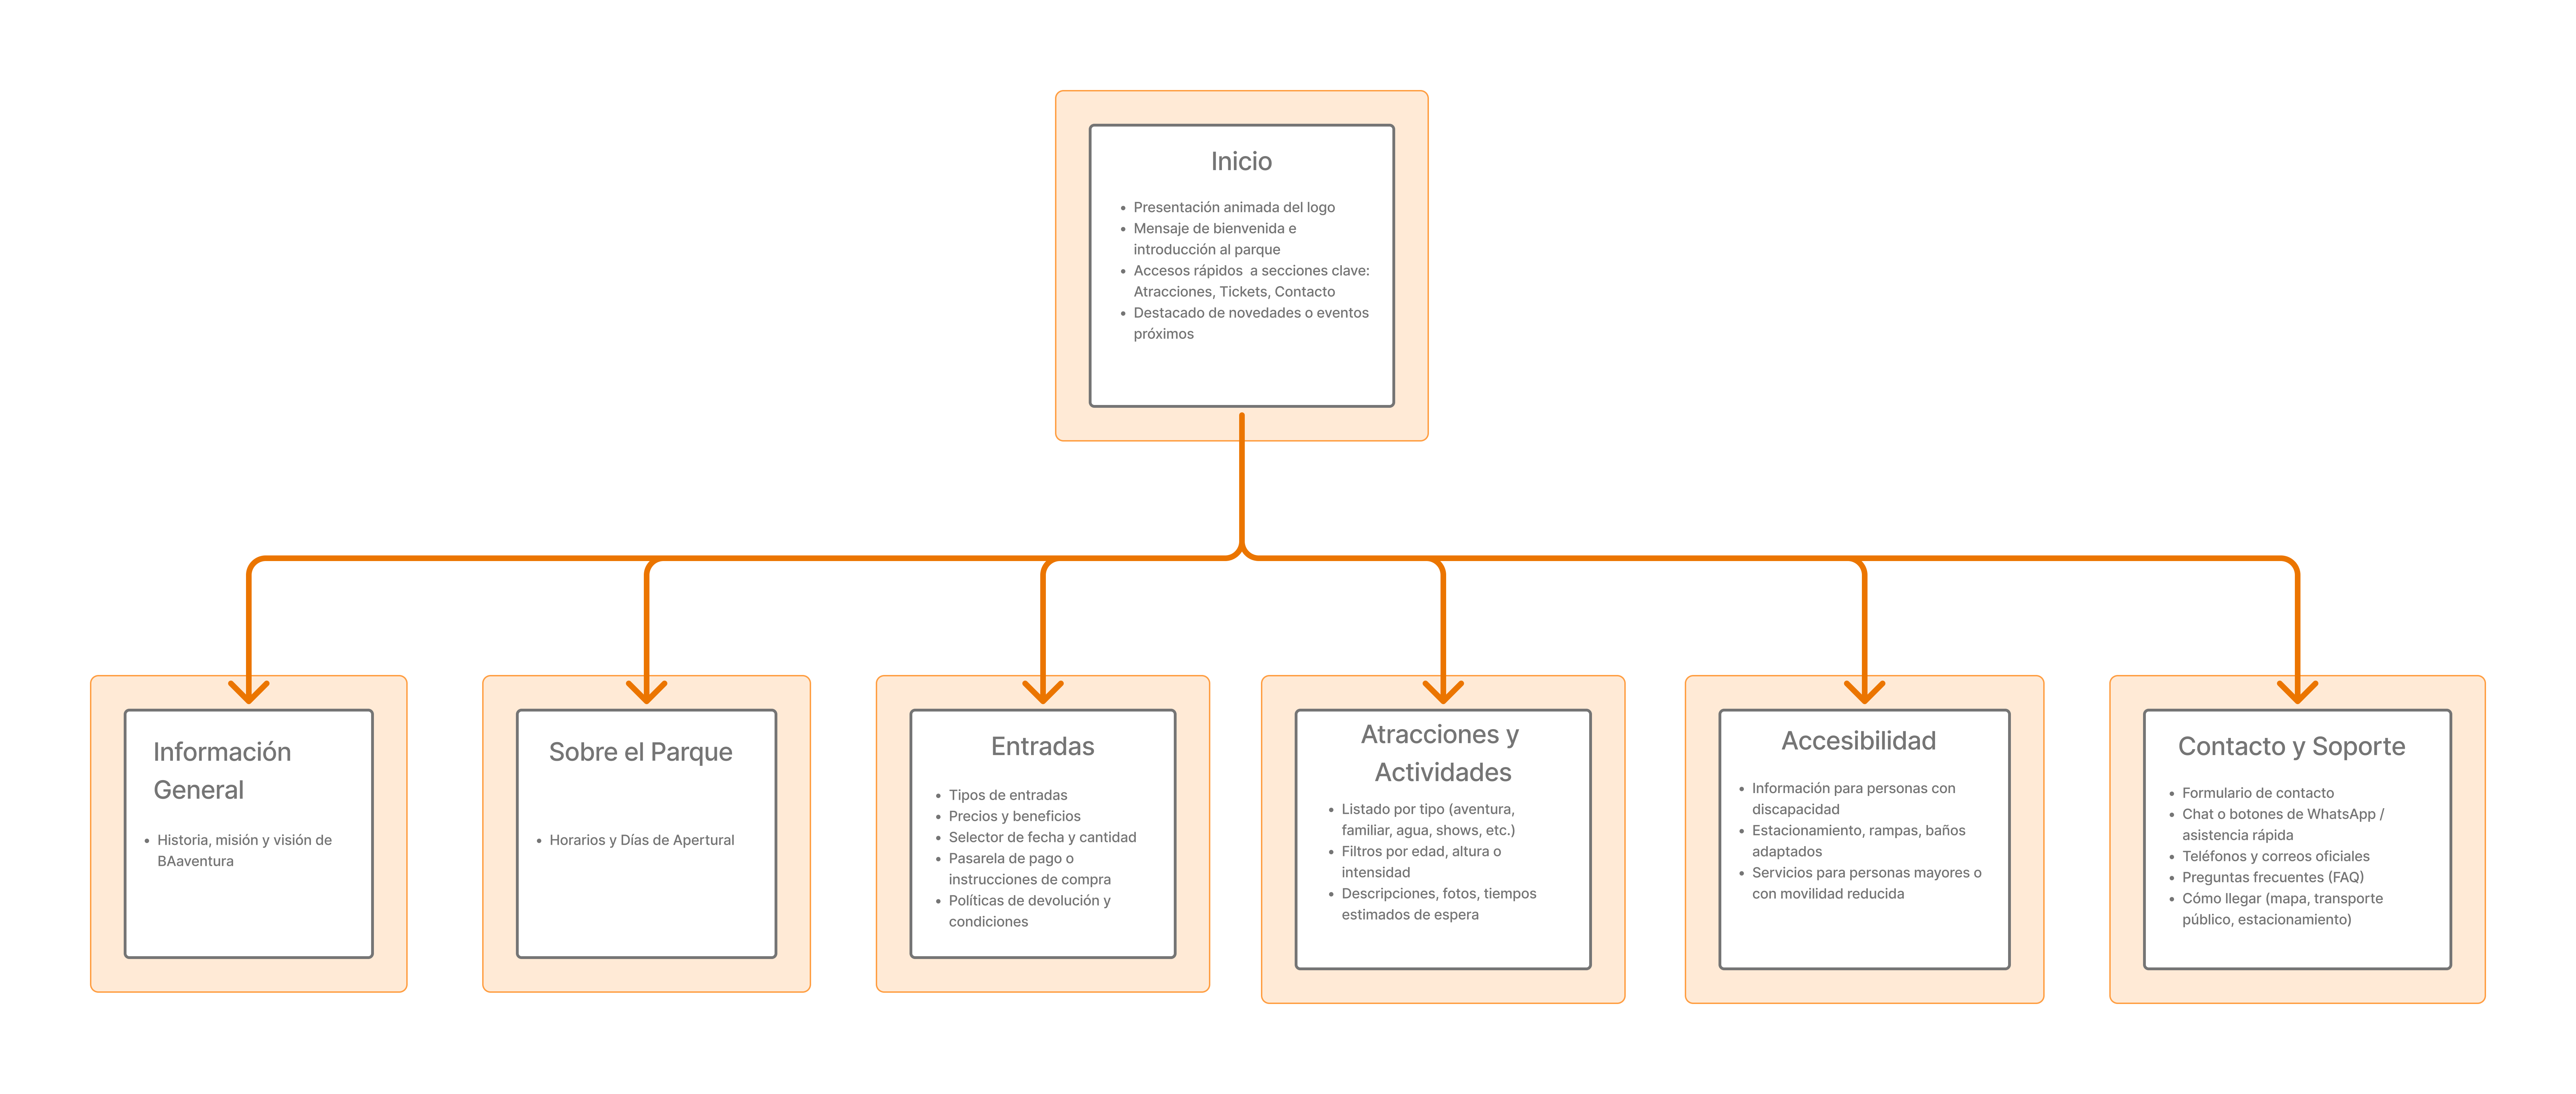 Inicio
• Presentación animada del logo
• Mensaje de bienvenida e
introducción al parque
• Accesos rápidos  a secciones clave:
Atracciones, Tickets, Contacto
• Destacado de novedades o eventos
próximos
Información
General
• Historia, misión y visión de
BAaventura
Sobre el Parque
• Horarios y Días de Apertural
Entradas
• Tipos de entradas
• Precios y beneficios
• Selector de fecha y cantidad
• Pasarela de pago o
instrucciones de compra
• Políticas de devolución y
condiciones
Atracciones y
Actividades
• Listado por tipo (aventura,
familiar, agua, shows, etc.)
• Filtros por edad, altura o
intensidad
• Descripciones, fotos, tiempos
estimados de espera
Accesibilidad
• Información para personas con
discapacidad
• Estacionamiento, rampas, baños
adaptados
• Servicios para personas mayores o
con movilidad reducida
Contacto y Soporte
• Formulario de contacto
• Chat o botones de WhatsApp /
asistencia rápida
• Teléfonos y correos oficiales
• Preguntas frecuentes (FAQ)
• Cómo llegar (mapa, transporte
público, estacionamiento)